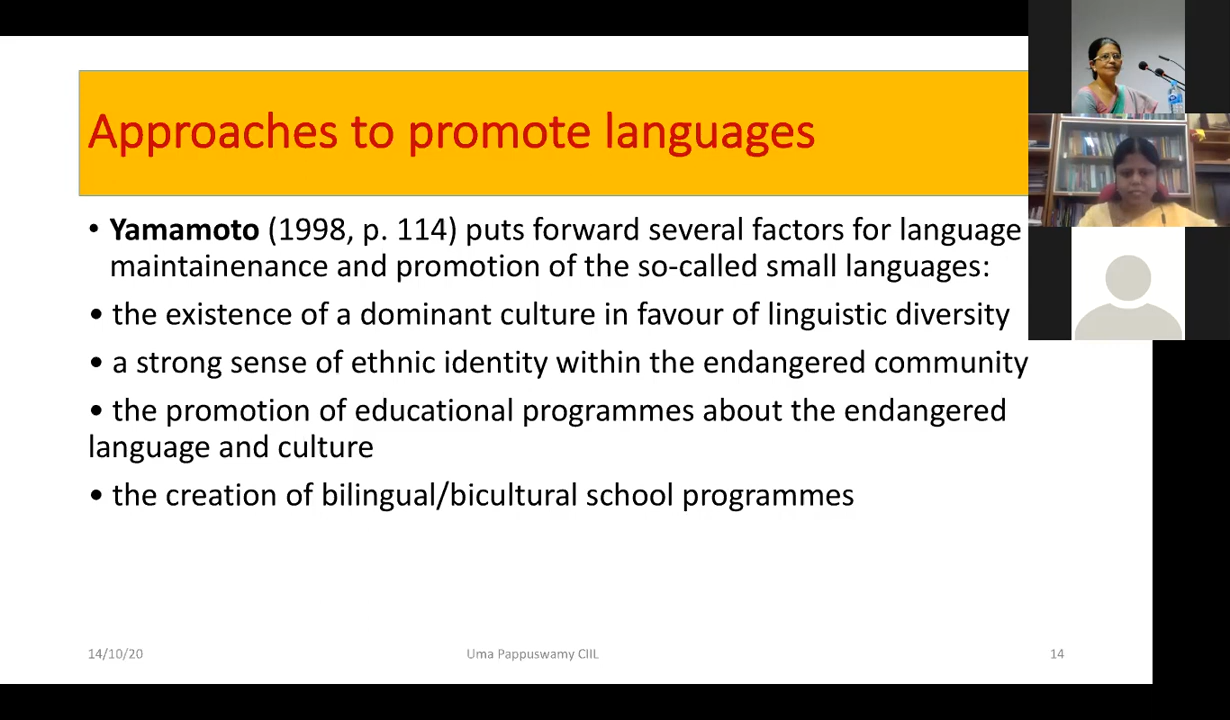 Approaches to promote languages
• Yamamoto (1998, p. 114) puts forward several factors for language
maintainenance and promotion of the so-called small languages:
• the existence of a dominant culture in favour of linguistic diversity
• a strong sense of ethnic identity within the endangered community
• the promotion of educational programmes about the endangered
language and culture
• the creation of bilingual/bicultural school programmes
14/10/20
Uma Pappuswamy CIIL
14